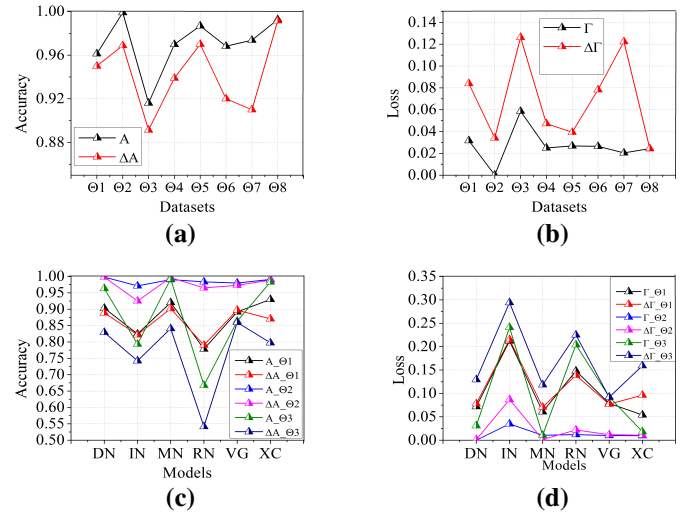 1.00
0.96
0.92
0.88
Accuracy
A
ΔA
Θ1 Θ2 Θ3 Θ4 Θ5 Θ6 Θ7 Θ8
Datasets
(a)
0.14
0.12
0.10
0.08
0.06
0.04
0.02
0.00
Loss
Γ
ΔΓ
Θ1 Θ2 Θ3 Θ4 Θ5 Θ6 Θ7 Θ8
Datasets
(b)
1.00
0.95
0.90
0.85
0.80
0.75
0.70
0.65
0.60
0.55
0.50
Accuracy
A_Θ1
ΔA_Θ1
A_Θ2
ΔA_Θ2
A_Θ3
ΔA_Θ3
DN IN MN RN VG XC
Models
(c)
0.35
0.30
0.25
0.20
0.15
0.10
0.05
0.00
Loss
Γ_Θ1
ΔΓ_Θ1
Γ_Θ2
ΔΓ_Θ2
Γ_Θ3
ΔΓ_Θ3
DN IN MN RN VG XC
Models
(d)